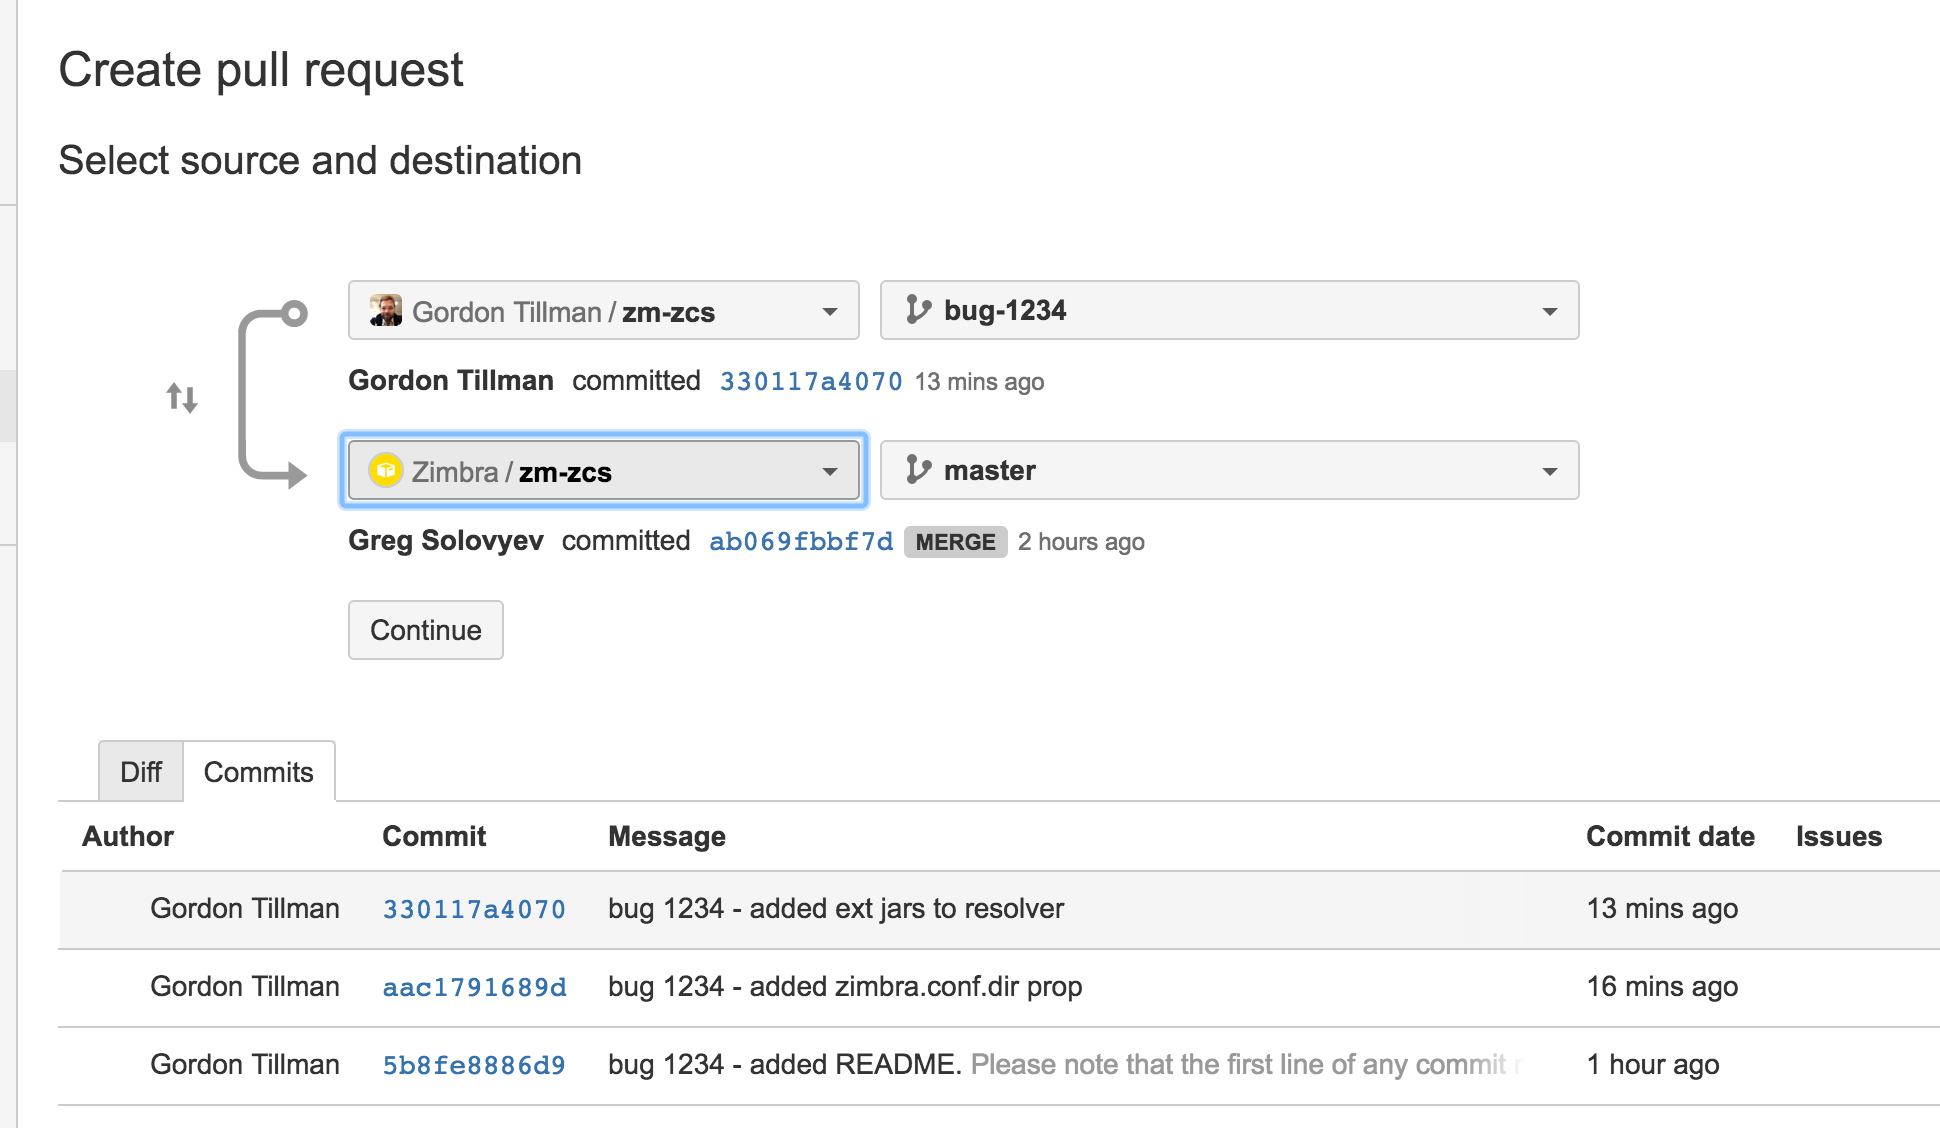 Create pull request
Select source and destination
Gordon Tillman / zm-zcs bug-1234
Gordon Tillman committed 330117a4070 13 mins ago
Zimbra / zm-zcs master
Greg Solovyev committed ab069fbbf7d MERGE 2 hours ago
Continue
Diff Commits
Author Commit Message Commit date Issues
Gordon Tillman 330117a4070 bug 1234 - added ext jars to resolver 13 mins ago
Gordon Tillman aac1791689d bug 1234 - added zimbra.conf.dir prop 16 mins ago
Gordon Tillman 5b8fe8886d9 bug 1234 - added README. Please note that the first line of any commit 1 hour ago